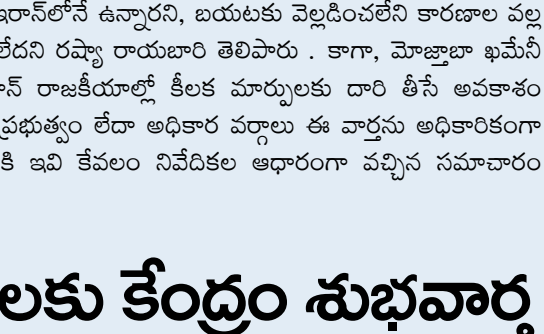 ఇరాన్‌లోనే ఉన్నారని, బయటకు వెల్లడించలేని కారణాల వల్ల
లేదని రష్యా రాయబారి తెలిపారు . కాగా, మోజ్తాబా ఖమేనీ
రాజకీయాల్లో కీలక మార్పులకు దారి తీసే అవకాశం
ప్రభుత్వం లేదా అధికార వర్గాలు ఈ వార్తను అధికారికంగా
కి ఇవి కేవలం నివేదికల ఆధారంగా వచ్చిన సమాచారం
లకు కేంద్రం శుభవార్త